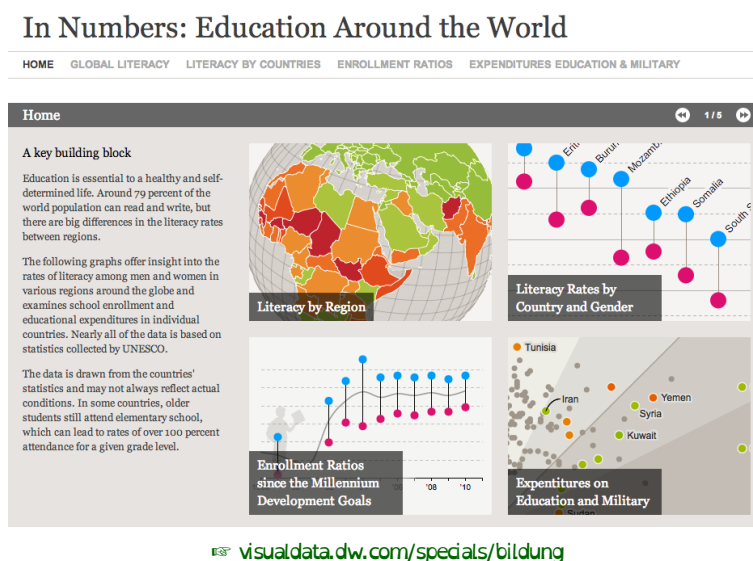 In Numbers: Education Around the World
HOME GLOBAL LITERACY LITERACY BY COUNTRIES ENROLLMENT RATIOS EXPENDITURES EDUCATION & MILITARY
Home
1 / 5
A key building block
Education is essential to a healthy and self-
determined life. Around 79 percent of the
world population can read and write, but
there are big differences in the literacy rates
between regions.
The following graphs offer insight into the
rates of literacy among men and women in
various regions around the globe and
examines school enrollment and
educational expenditures in individual
countries. Nearly all of the data is based on
statistics collected by UNESCO.
The data is drawn from the countries'
statistics and may not always reflect actual
conditions. In some countries, older
students still attend elementary school,
which can lead to rates of over 100 percent
attendance for a given grade level.
Literacy by Region
Ethiopia
Somalia
Literacy Rates by
Country and Gender
Enrollment Ratios
since the Millennium
Development Goals
'06 '08 '10
Tunisia
Iran
Yemen
Syria
Kuwait
Expentitures on
Education and Military
Sudan
☞ visualdata.dw.com/specials/bildung